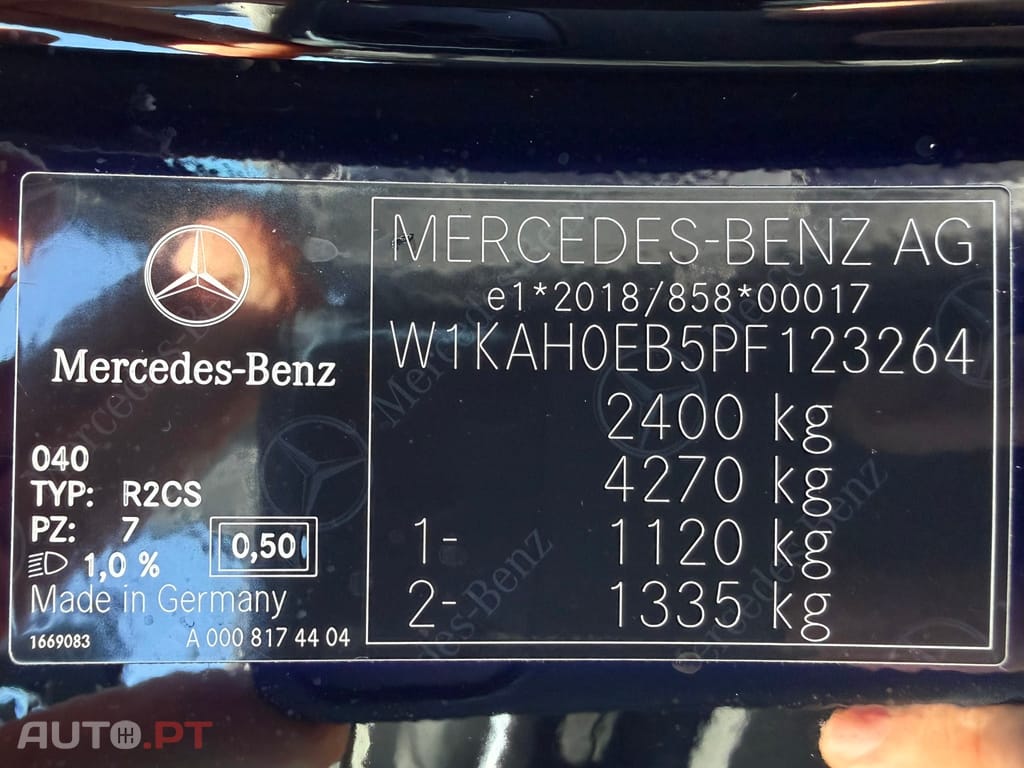 Mercedes-Benz
040
TYP: R2CS
PZ: 7
1,0 %
0,50
Made in Germany
1669083
A 000 817 44 04
MERCEDES-BENZ AG
e1*2018/858*00017
W1KAH0EB5PF123264
2400 kg
4270 kg
1- 1120 kg
2- 1335 kg
AUTO.PT